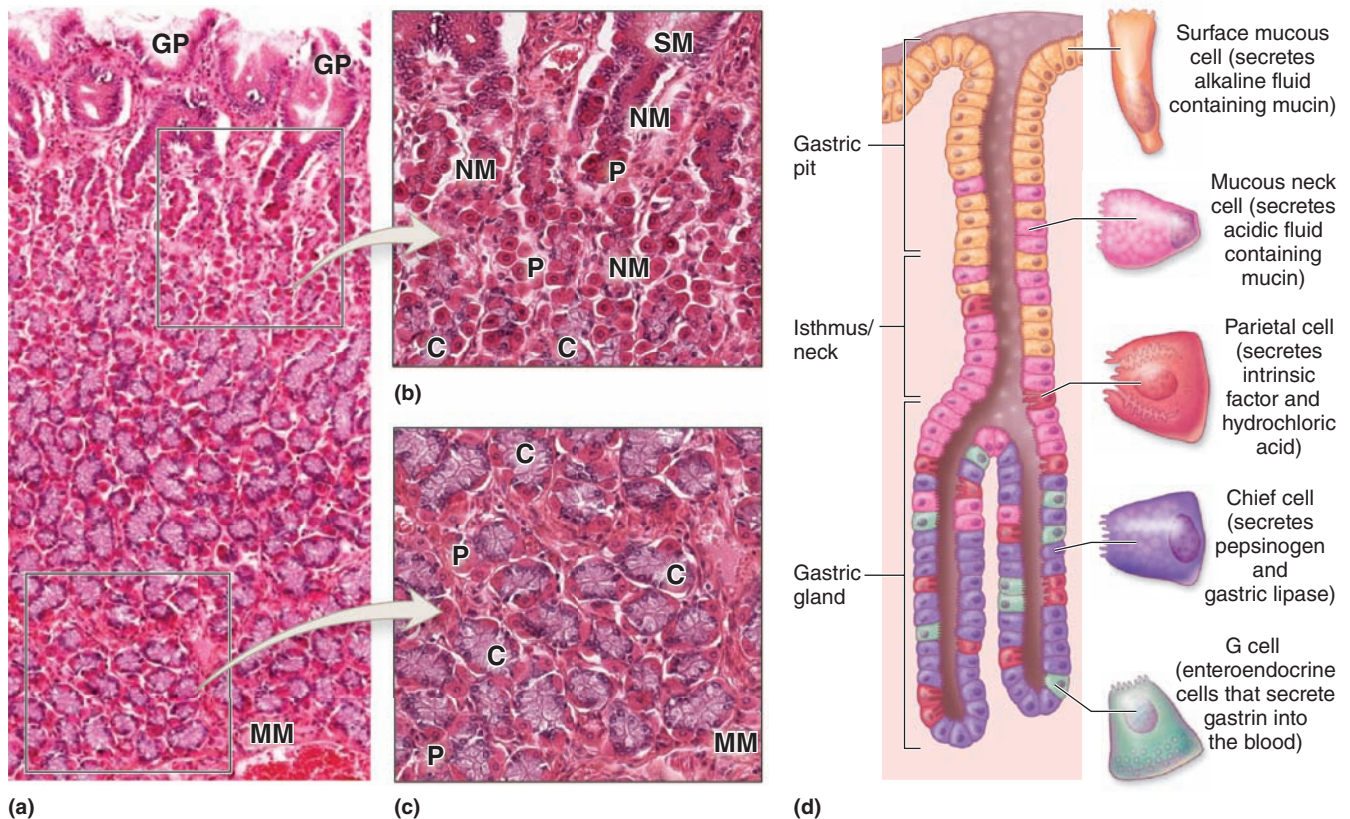 GP
GP
MM
(a)
SM
NM
NM
P
P
NM
C
C
(b)
C
P
C
C
P
MM
(c)
Gastric
pit
Isthmus/
neck
Gastric
gland
Surface mucous
cell (secretes
alkaline fluid
containing mucin)
Mucous neck
cell (secretes
acidic fluid
containing
mucin)
Parietal cell
(secretes
intrinsic
factor and
hydrochloric
acid)
Chief cell
(secretes
pepsinogen
and
gastric lipase)
G cell
(enteroendocrine
cells that secrete
gastrin into
the blood)
(d)